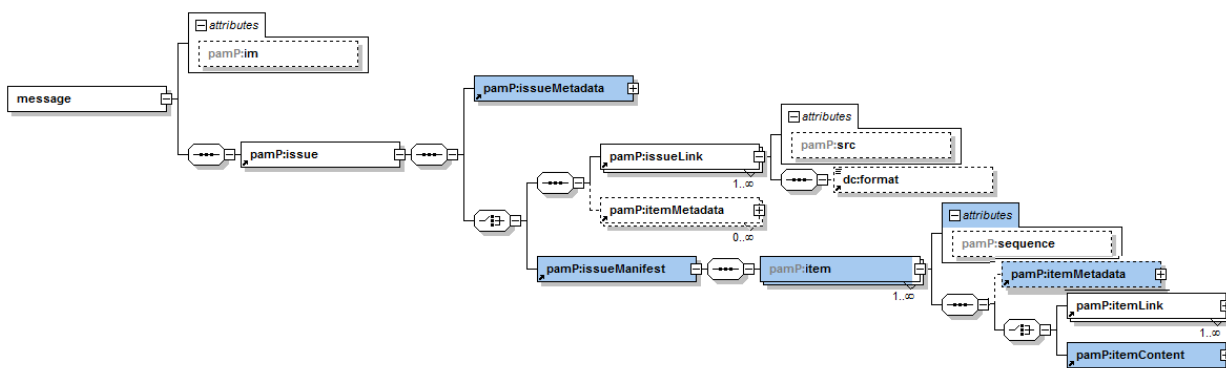 attributes
pamP:im
message
pamP:issue
pamP:issueMetadata
pamP:issueLink
1..∞
attributes
pamP:src
dc:format
pamP:itemMetadata
0..∞
pamP:issueManifest
pamP:item
1..∞
attributes
pamP:sequence
pamP:itemMetadata
pamP:itemLink
1..∞
pamP:itemContent